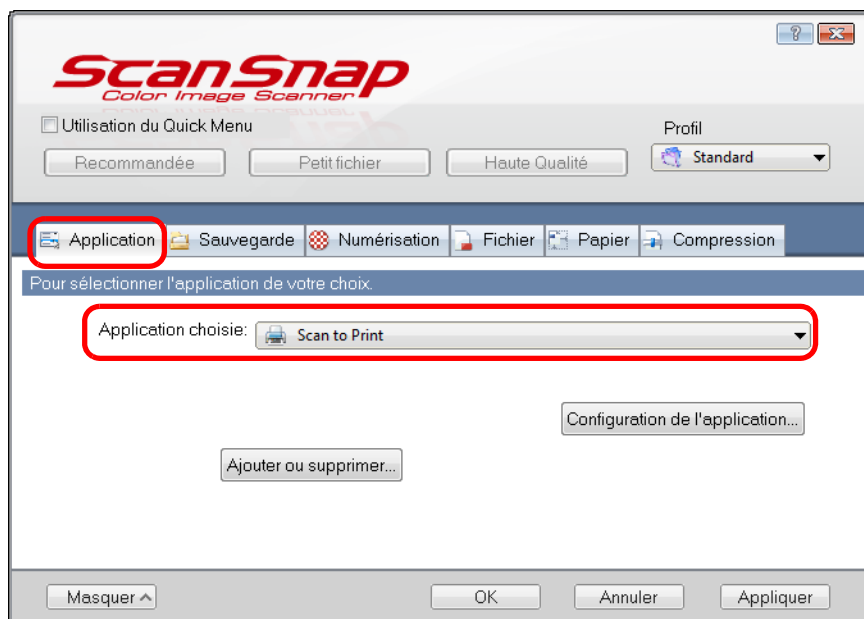 ScanSnap
Color Image Scanner
Utilisation du Quick Menu
Profil
Recommandée Petit fichier Haute Qualité Standard
Application Sauvegarde Numérisation Fichier Papier Compression
Pour sélectionner l'application de votre choix.
Application choisie: Scan to Print
Configuration de l'application...
Ajouter ou supprimer...
Masquer OK Annuler Appliquer